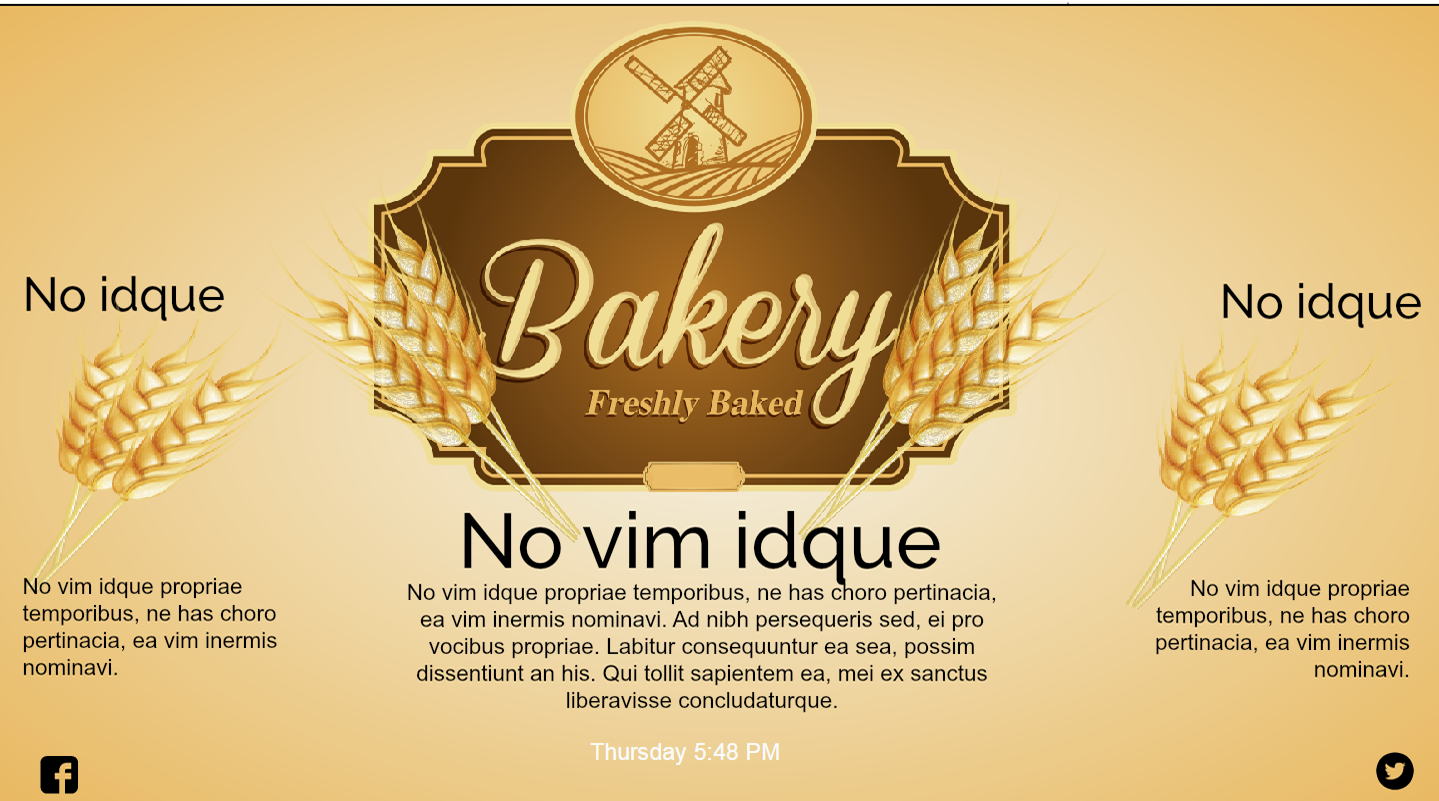 Bakery
Freshly Baked
No idque
No idque
No vim idque
No vim idque propriae
temporibus, ne has choro
pertinacia, ea vim inermis
nominavi.
No vim idque propriae temporibus, ne has choro pertinacia,
ea vim inermis nominavi. Ad nibh persequeris sed, ei pro
vocibus propriae. Labitur consequuntur ea sea, possim
dissentiunt an his. Qui tollit sapientem ea, mei ex sanctus
liberavisse concludaturque.
No vim idque propriae
temporibus, ne has choro
pertinacia, ea vim inermis
nominavi.
Thursday 5:48 PM